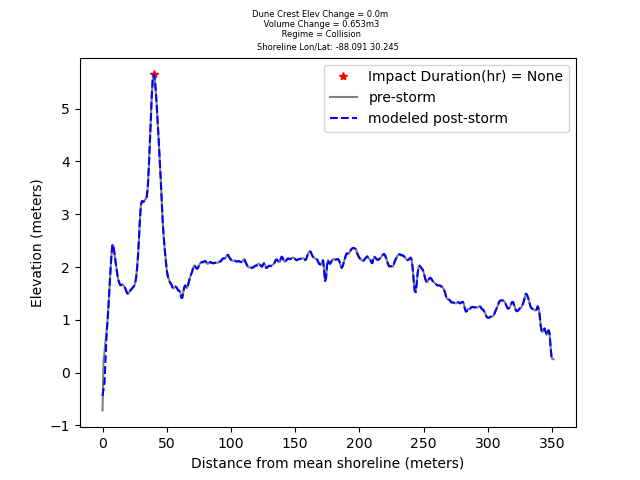 Dune Crest Elev Change = 0.0m
Volume Change = 0.653m3
Regime = Collision
Shoreline Lon/Lat: -88.091 30.245
Impact Duration(hr) = None
pre-storm
modeled post-storm
Elevation (meters)
5
4
3
2
1
0
−1
0 50 100 150 200 250 300 350
Distance from mean shoreline (meters)